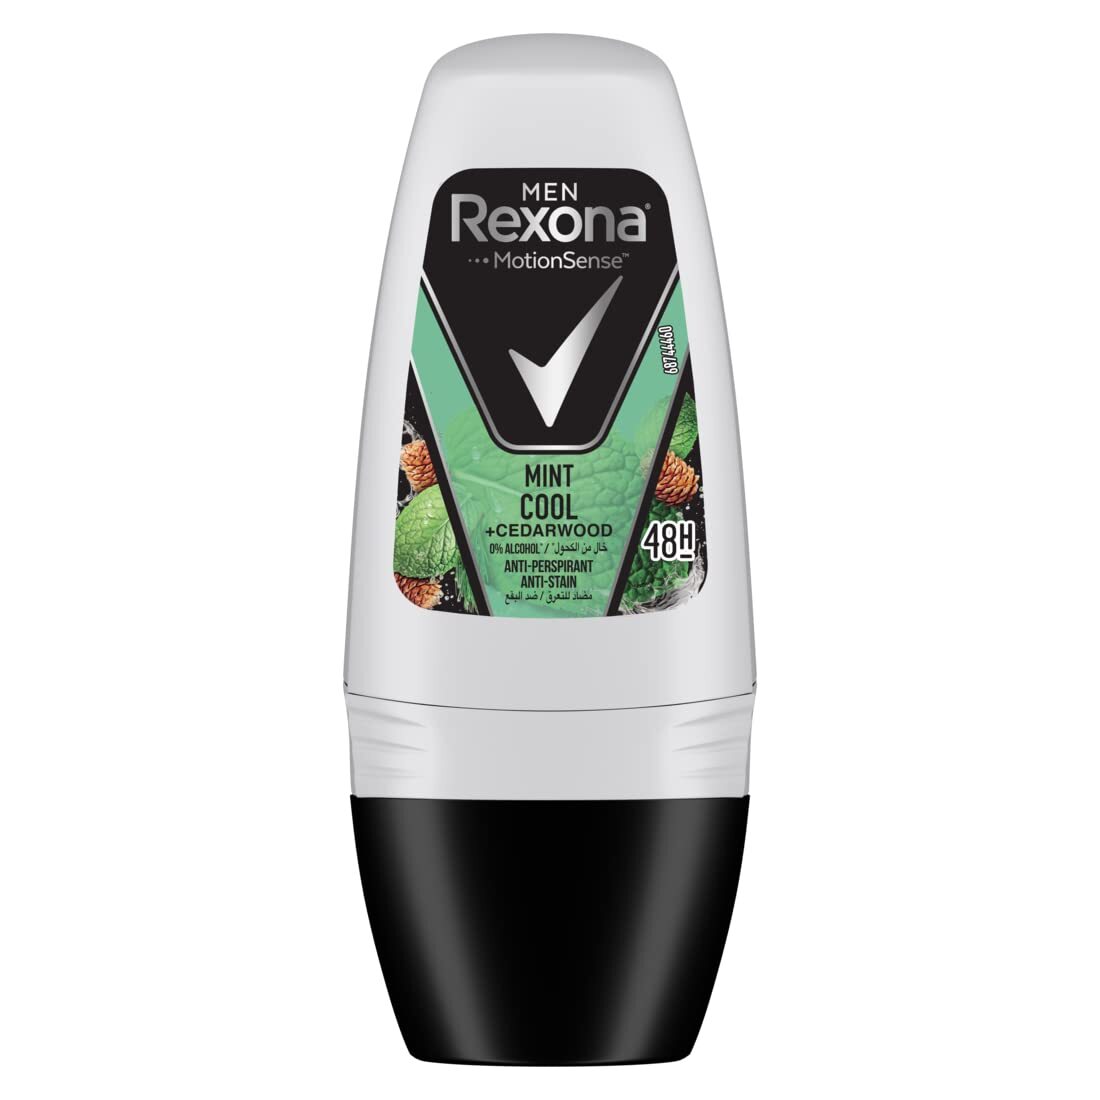 MEN
Rexona®
MotionSense™
68744460
MINT
COOL
+CEDARWOOD
0% ALCOHOL* / *خال من الكحول
48H
ANTI-PERSPIRANT
ANTI-STAIN
مضاد للتعرق / ضد البقع